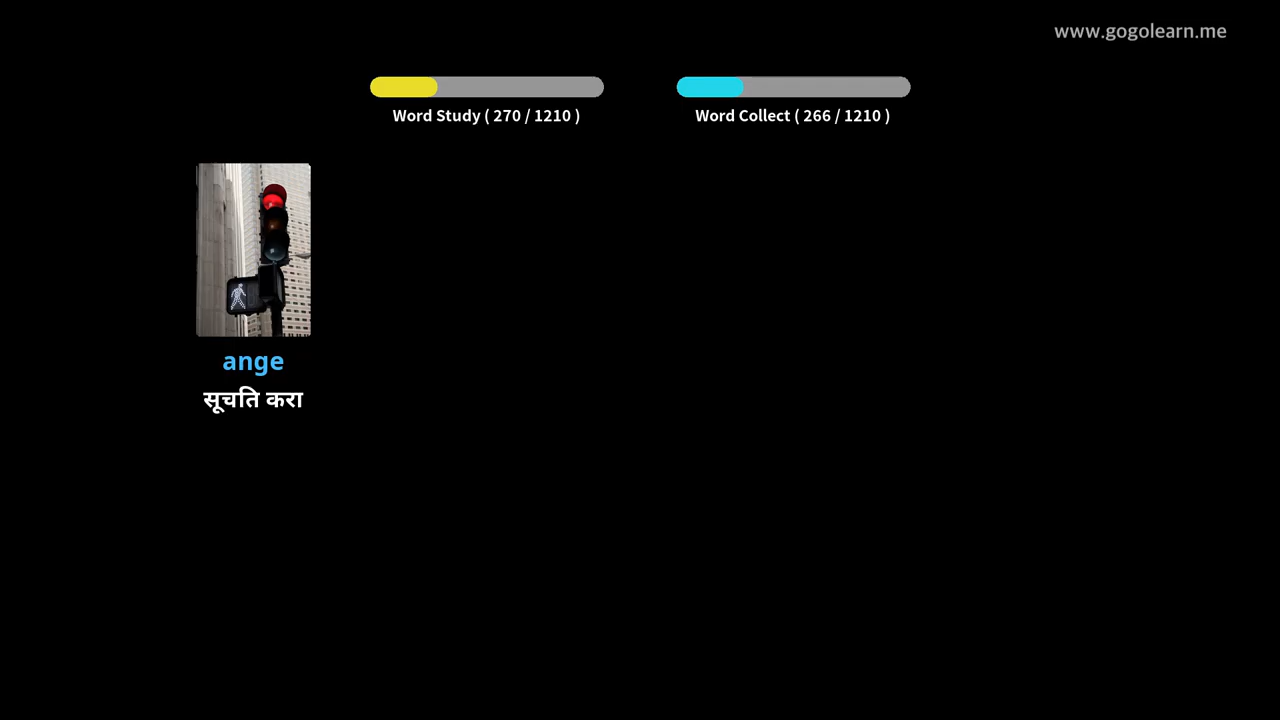 www.gogolearn.me
Word Study ( 270 / 1210 )
Word Collect ( 266 / 1210 )
ange
सूचति करा